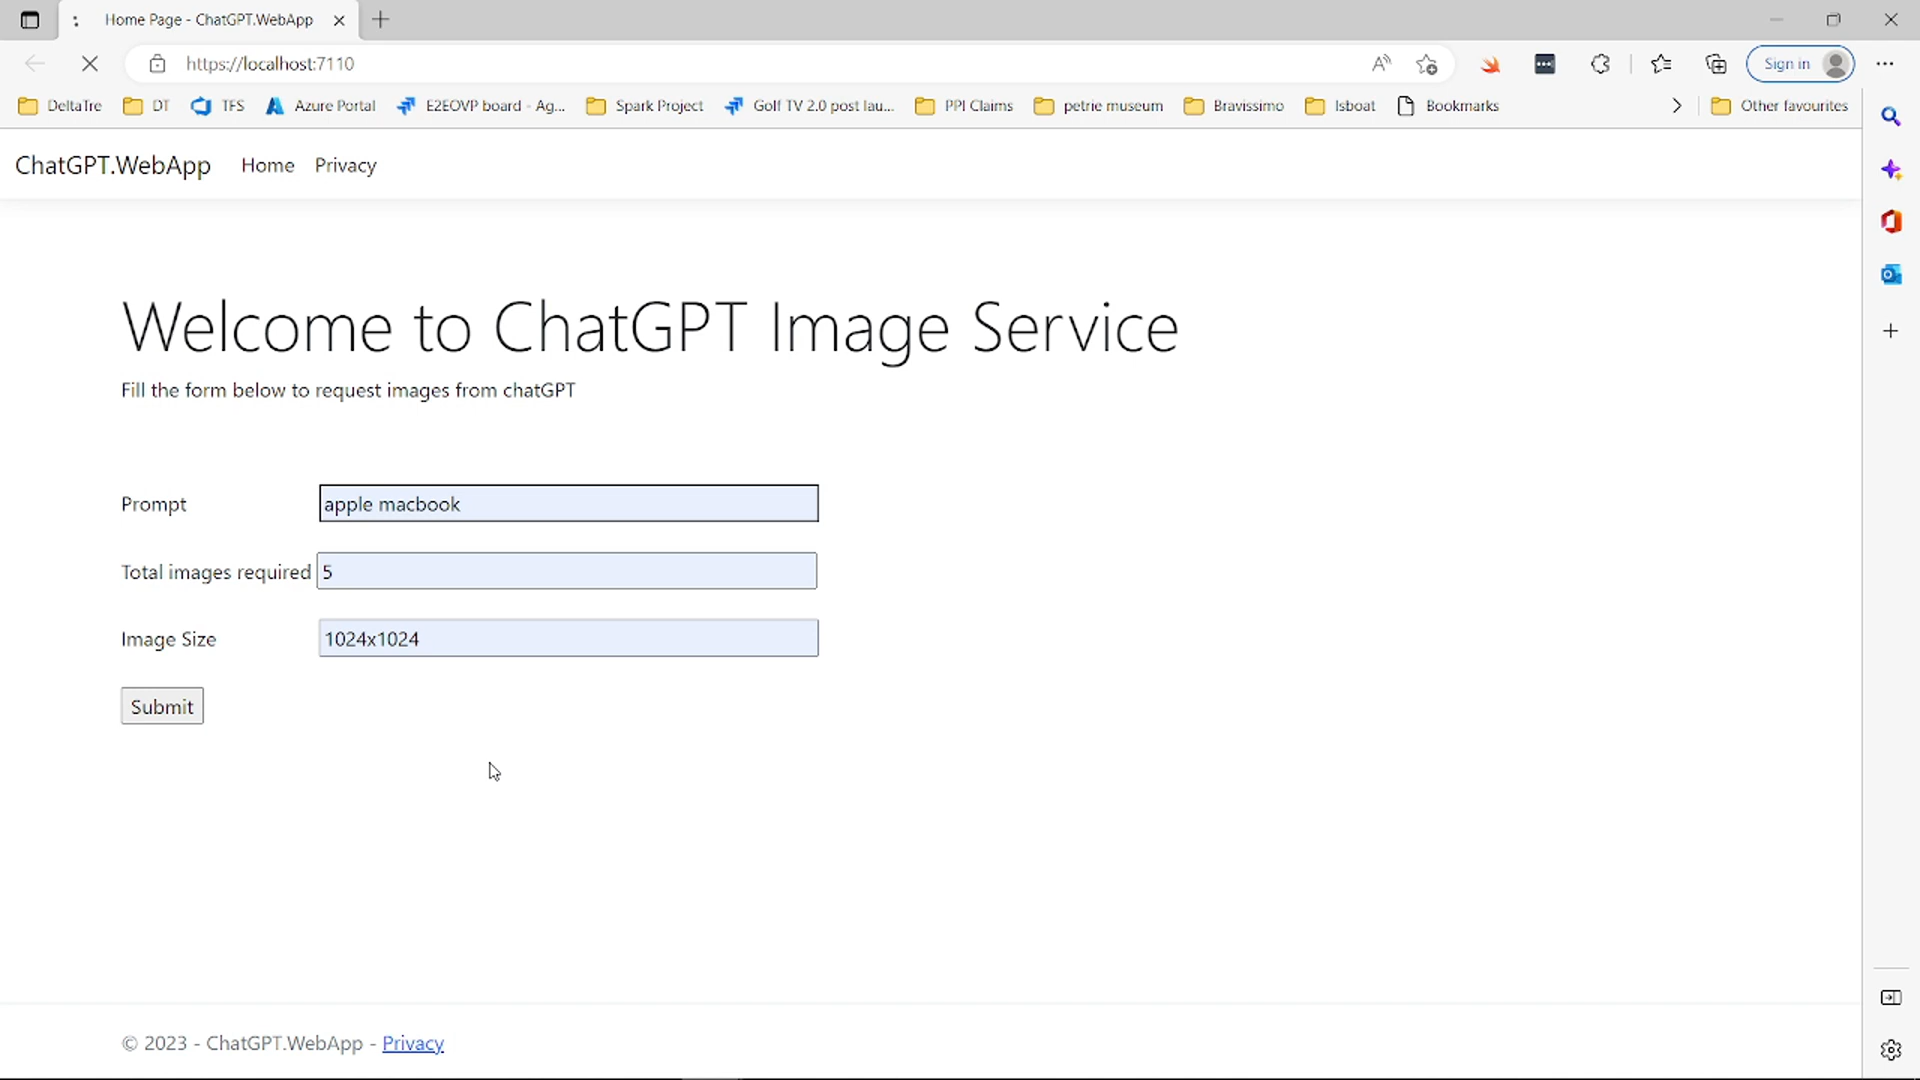 Home Page - ChatGPT.WebApp
https://localhost:7110
Sign in
DeltaTre DT TFS Azure Portal E2EOVP board - Ag... Spark Project Golf TV 2.0 post lau... PPI Claims petrie museum Bravissimo Isboat Bookmarks Other favourites
ChatGPT.WebApp Home Privacy
Welcome to ChatGPT Image Service
Fill the form below to request images from chatGPT
Prompt apple macbook
Total images required 5
Image Size 1024x1024
Submit
© 2023 - ChatGPT.WebApp - Privacy